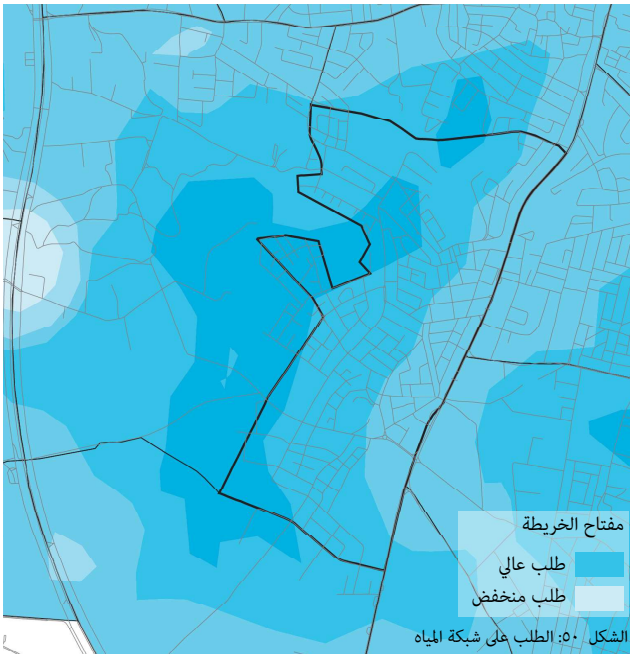 مفتاح الخريطة
طلب عالي
طلب منخفض
الشكل ٥٠: الطلب على شبكة المياه